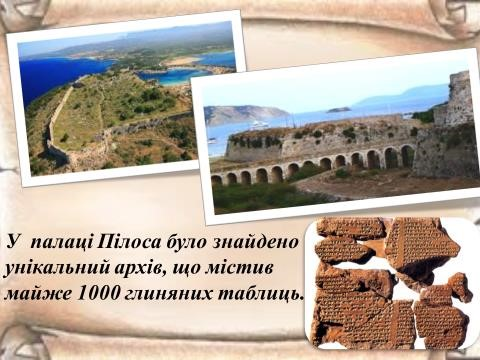 У палаці Пілоса було знайдено
унікальний архів, що містив
майже 1000 глиняних таблиць.